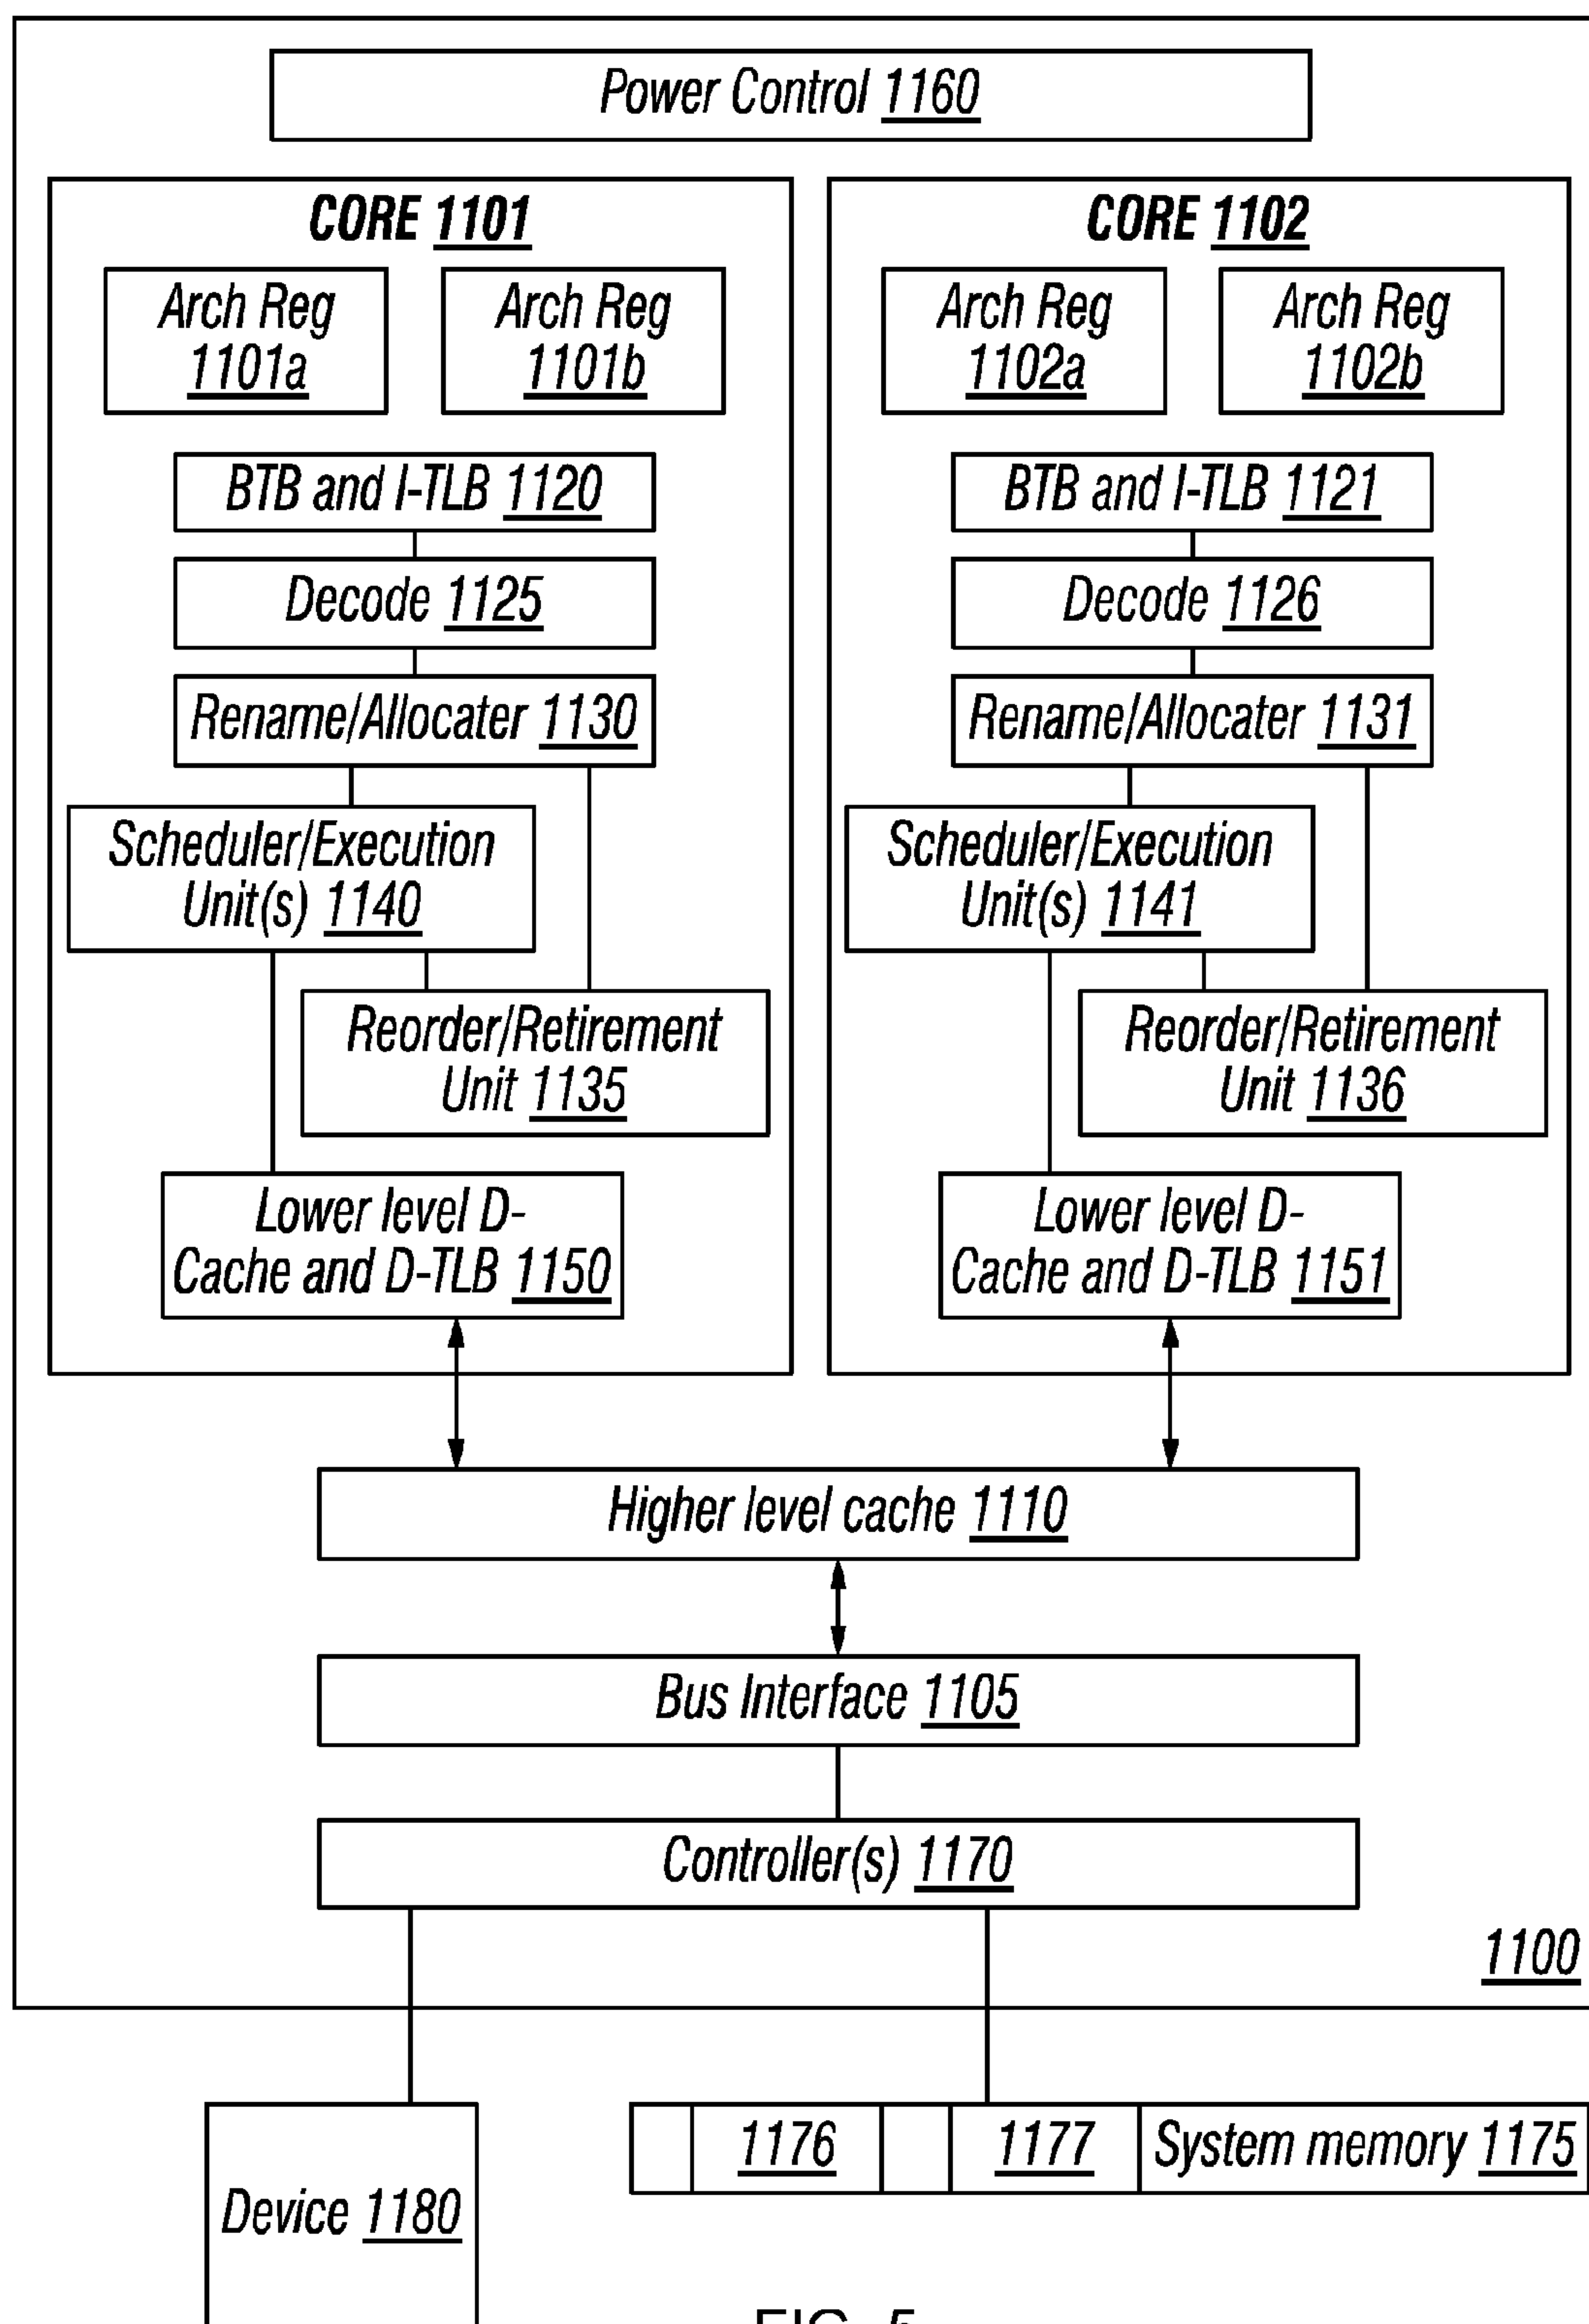 Power Control 1160
CORE 1101
Arch Reg
1101a
Arch Reg
1101b
BTB and I-TLB 1120
Decode 1125
Rename/Allocater 1130
Scheduler/Execution
Unit(s) 1140
Reorder/Retirement
Unit 1135
Lower level D-
Cache and D-TLB 1150
CORE 1102
Arch Reg
1102a
Arch Reg
1102b
BTB and I-TLB 1121
Decode 1126
Rename/Allocater 1131
Scheduler/Execution
Unit(s) 1141
Reorder/Retirement
Unit 1136
Lower level D-
Cache and D-TLB 1151
Higher level cache 1110
Bus Interface 1105
Controller(s) 1170
1100
1176
1177
System memory 1175
Device 1180
FIG. 5